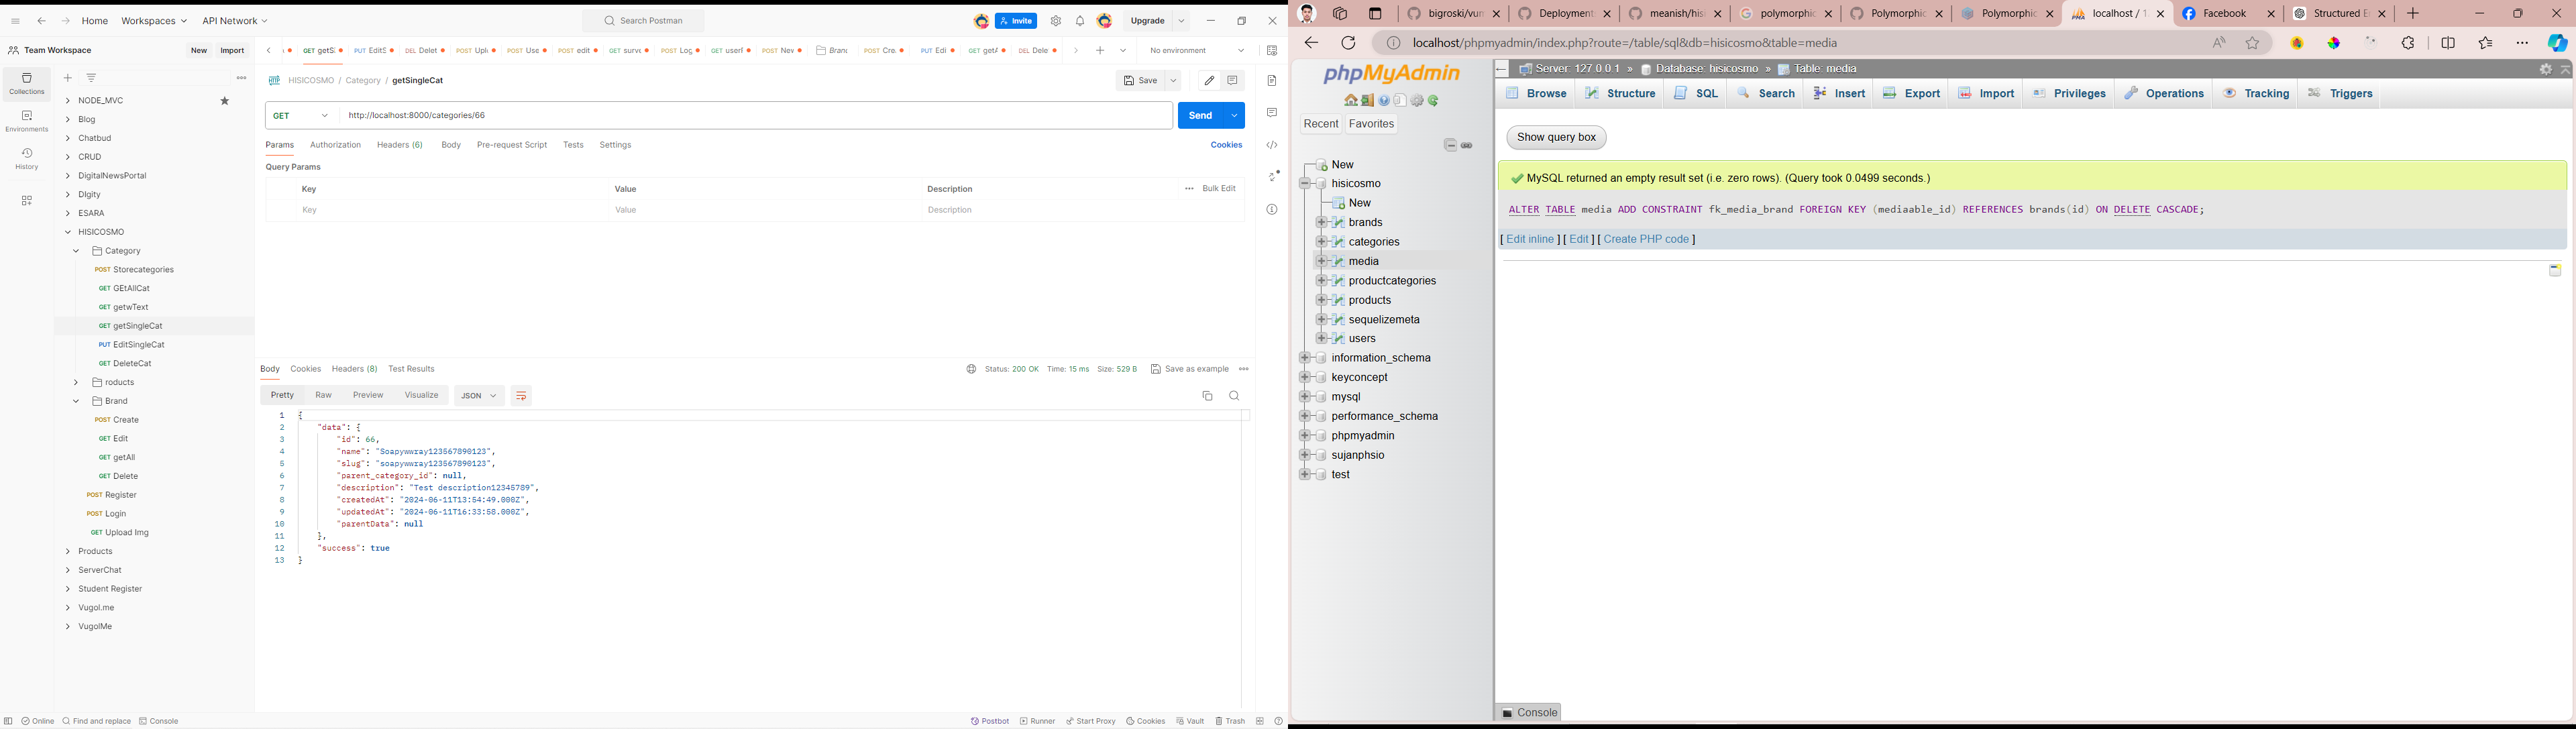 Home Workspaces API Network Search Postman Invite Upgrade
Team Workspace New Import
GET getS PUT EditS DEL Delet POST Upl POST Use POST edit GET surve POST Log GET userl POST Nev Branc POST Cre PUT Edi GET getA DEL Dele No environment
Collections
Environments
History
NODE_MVC
Blog
Chatbud
CRUD
DigitalNewsPortal
DIgity
ESARA
HISICOSMO
Category
POST Storecategories
GET GEtAllCat
GET getwText
GET getSingleCat
PUT EditSingleCat
GET DeleteCat
roducts
Brand
POST Create
GET Edit
GET getAll
GET Delete
POST Register
POST Login
GET Upload Img
Products
ServerChat
Student Register
Vugol.me
VugolMe
HISICOSMO / Category / getSingleCat Save
GET http://localhost:8000/categories/66 Send
Params Authorization Headers (6) Body Pre-request Script Tests Settings Cookies
Query Params
Key Value Description Bulk Edit
Key Value Description
Body Cookies Headers (8) Test Results Status: 200 OK Time: 15 ms Size: 529 B Save as example
Pretty Raw Preview Visualize JSON
1 {
2 "data": {
3 "id": 66,
4 "name": "Soapywwray123567890123",
5 "slug": "soapywwray123567890123",
6 "parent_category_id": null,
7 "description": "Test description12345789",
8 "createdAt": "2024-06-11T13:54:49.000Z",
9 "updatedAt": "2024-06-11T16:33:58.000Z",
10 "parentData": null
11 },
12 "success": true
13 }
Online Find and replace Console Postbot Runner Start Proxy Cookies Vault Trash
bigroski/vun Deployment meanish/hisi polymorphic Polymorphic Polymorphic localhost / 1 Facebook Structured E
localhost/phpmyadmin/index.php?route=/table/sql&db=hisicosmo&table=media
phpMyAdmin
Recent Favorites
New
hisicosmo
New
brands
categories
media
productcategories
products
sequelizemeta
users
information_schema
keyconcept
mysql
performance_schema
phpmyadmin
sujanphsio
test
Server: 127.0.0.1 » Database: hisicosmo » Table: media
Browse Structure SQL Search Insert Export Import Privileges Operations Tracking Triggers
Show query box
MySQL returned an empty result set (i.e. zero rows). (Query took 0.0499 seconds.)
ALTER TABLE media ADD CONSTRAINT fk_media_brand FOREIGN KEY (mediaable_id) REFERENCES brands(id) ON DELETE CASCADE;
[ Edit inline ] [ Edit ] [ Create PHP code ]
Console